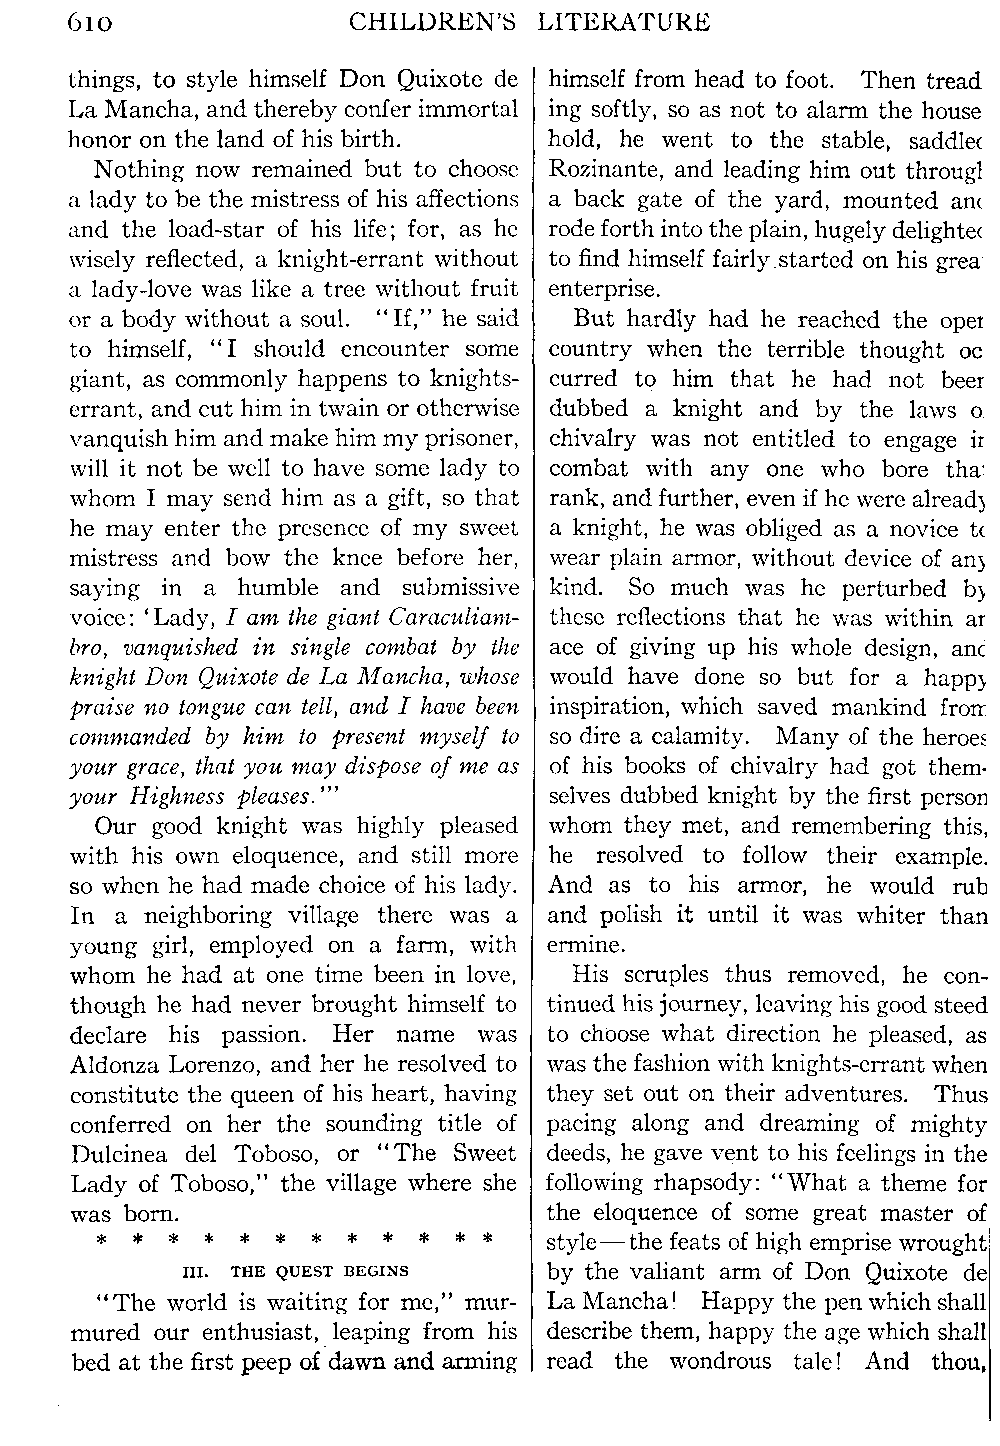 610 CHILDREN'S LITERATURE
things, to style himself Don Quixote de
La Mancha, and thereby confer immortal
honor on the land of his birth.
Nothing now remained but to choose
a lady to be the mistress of his affections
and the load-star of his life; for, as he
wisely reflected, a knight-errant without
a lady-love was like a tree without fruit
or a body without a soul. "If," he said
to himself, "I should encounter some
giant, as commonly happens to knights-
errant, and cut him in twain or otherwise
vanquish him and make him my prisoner,
will it not be well to have some lady to
whom I may send him as a gift, so that
he may enter the presence of my sweet
mistress and bow the knee before her,
saying in a humble and submissive
voice: 'Lady, I am the giant Caraculiam-
bro, vanquished in single combat by the
knight Don Quixote de La Mancha, whose
praise no tongue can tell, and I have been
commanded by him to present myself to
your grace, that you may dispose of me as
your Highness pleases.'"
Our good knight was highly pleased
with his own eloquence, and still more
so when he had made choice of his lady.
In a neighboring village there was a
young girl, employed on a farm, with
whom he had at one time been in love,
though he had never brought himself to
declare his passion. Her name was
Aldonza Lorenzo, and her he resolved to
constitute the queen of his heart, having
conferred on her the sounding title of
Dulcinea del Toboso, or "The Sweet
Lady of Toboso," the village where she
was born.
* * * * * * * * * * * *
III. THE QUEST BEGINS
"The world is waiting for me," mur-
mured our enthusiast, leaping from his
bed at the first peep of dawn and arming
himself from head to foot. Then tread
ing softly, so as not to alarm the house
hold, he went to the stable, saddled
Rozinante, and leading him out through
a back gate of the yard, mounted and
rode forth into the plain, hugely delighted
to find himself fairly started on his grea
enterprise.
But hardly had he reached the open
country when the terrible thought oc
curred to him that he had not been
dubbed a knight and by the laws o
chivalry was not entitled to engage in
combat with any one who bore that
rank, and further, even if he were already
a knight, he was obliged as a novice to
wear plain armor, without device of any
kind. So much was he perturbed by
these reflections that he was within an
ace of giving up his whole design, and
would have done so but for a happy
inspiration, which saved mankind from
so dire a calamity. Many of the heroes
of his books of chivalry had got them-
selves dubbed knight by the first person
whom they met, and remembering this,
he resolved to follow their example.
And as to his armor, he would rub
and polish it until it was whiter than
ermine.
His scruples thus removed, he con-
tinued his journey, leaving his good steed
to choose what direction he pleased, as
was the fashion with knights-errant when
they set out on their adventures. Thus
pacing along and dreaming of mighty
deeds, he gave vent to his feelings in the
following rhapsody: "What a theme for
the eloquence of some great master of
style—the feats of high emprise wrought
by the valiant arm of Don Quixote de
La Mancha! Happy the pen which shall
describe them, happy the age which shall
read the wondrous tale! And thou,